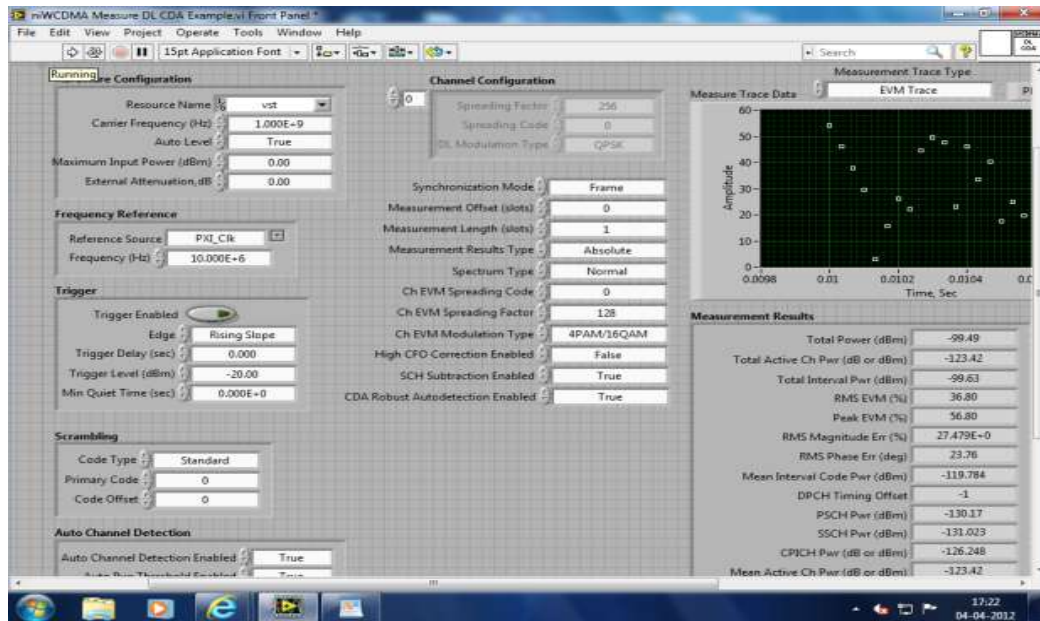 niWCDMA Measure DL CDA Example.vi Front Panel *
File Edit View Project Operate Tools Window Help
15pt Application Font
Search
Running
re Configuration
Resource Name vst
Carrier Frequency (Hz) 1.000E+9
Auto Level True
Maximum Input Power (dBm) 0.00
External Attenuation,dB 0.00
Frequency Reference
Reference Source PXI_Clk
Frequency (Hz) 10.000E+6
Trigger
Trigger Enabled
Edge Rising Slope
Trigger Delay (sec) 0.000
Trigger Level (dBm) -20.00
Min Quiet Time (sec) 0.000E+0
Scrambling
Code Type Standard
Primary Code 0
Code Offset 0
Auto Channel Detection
Auto Channel Detection Enabled True
Channel Configuration
0
Spreading Factor 256
Spreading Code 0
DL Modulation Type QPSK
Synchronization Mode Frame
Measurement Offset (slots) 0
Measurement Length (slots) 1
Measurement Results Type Absolute
Spectrum Type Normal
Ch EVM Spreading Code 0
Ch EVM Spreading Factor 128
Ch EVM Modulation Type 4PAM/16QAM
High CFO Correction Enabled False
SCH Subtraction Enabled True
CDA Robust Autodetection Enabled True
Measurement Trace Type
Measure Trace Data EVM Trace
Amplitude
60
50
40
30
20
10
0
0.0098 0.01 0.0102 0.0104
Time, Sec
Measurement Results
Total Power (dBm) -99.49
Total Active Ch Pwr (dB or dBm) -123.42
Total Interval Pwr (dBm) -99.63
RMS EVM (%) 36.80
Peak EVM (%) 56.80
RMS Magnitude Err (%) 27.479E+0
RMS Phase Err (deg) 23.76
Mean Interval Code Pwr (dBm) -119.784
DPCH Timing Offset -1
PSCH Pwr (dBm) -130.17
SSCH Pwr (dBm) -131.023
CPICH Pwr (dB or dBm) -126.248
Mean Active Ch Pwr (dB or dBm) -123.42
17:22
04-04-2012